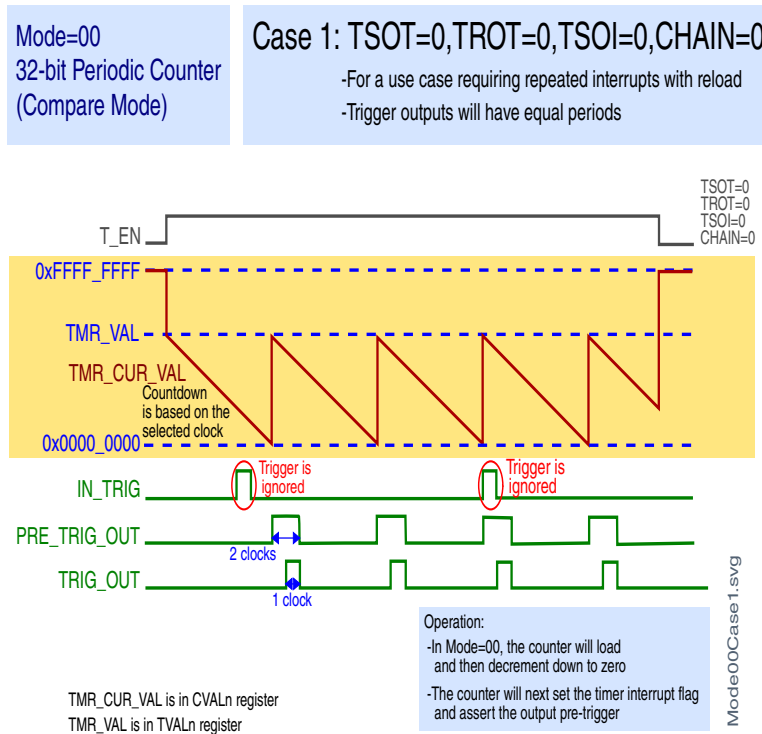 Mode=00
32-bit Periodic Counter
(Compare Mode)
Case 1: TSOT=0,TROT=0,TSOI=0,CHAIN=0
-For a use case requiring repeated interrupts with reload
-Trigger outputs will have equal periods
TSOT=0
TROT=0
TSOI=0
CHAIN=0
T_EN
0xFFFF_FFFF
TMR_VAL
TMR_CUR_VAL
Countdown
is based on the
selected clock
0x0000_0000
Trigger is
ignored
Trigger is
ignored
IN_TRIG
PRE_TRIG_OUT
2 clocks
TRIG_OUT
1 clock
Operation:
-In Mode=00, the counter will load
and then decrement down to zero
-The counter will next set the timer interrupt flag
and assert the output pre-trigger
TMR_CUR_VAL is in CVALn register
TMR_VAL is in TVALn register
Mode00Case1.svg